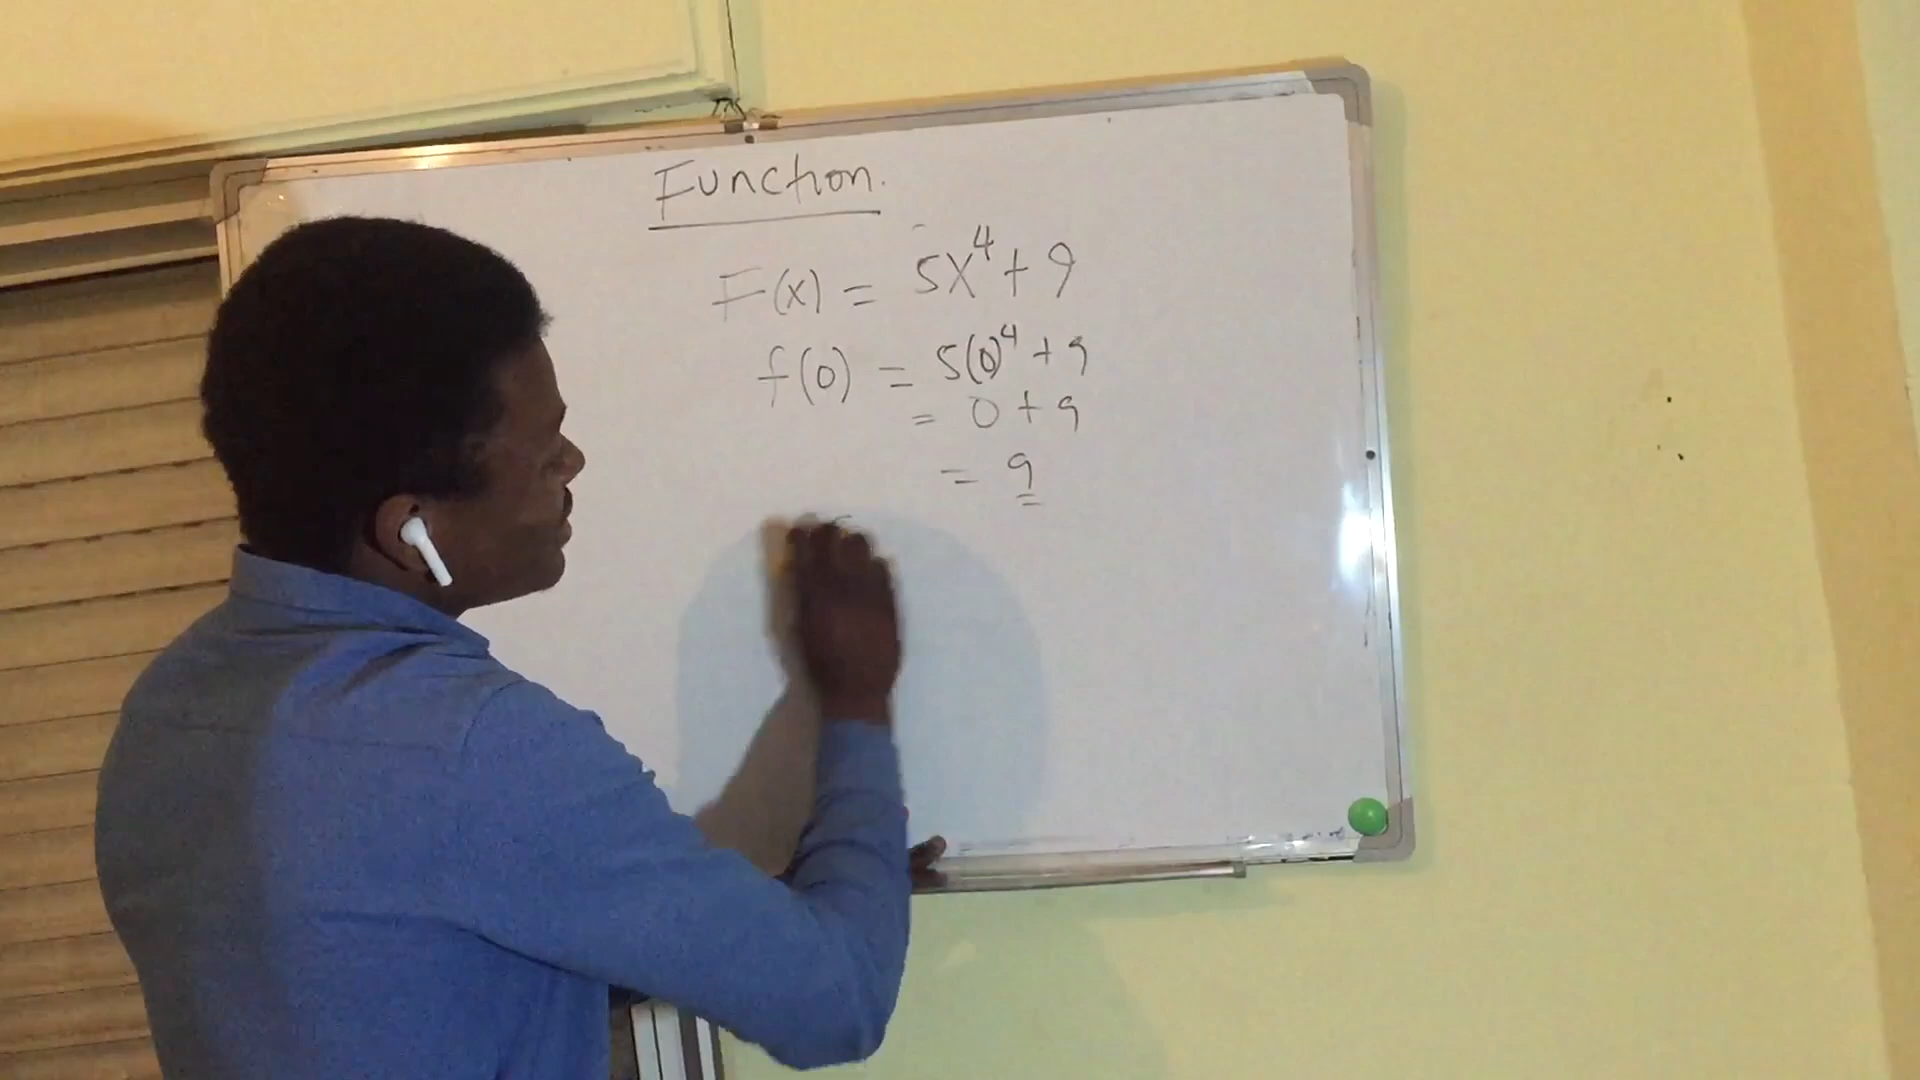 Function.
F(x) = 5x⁴ + 9
f(0) = 5(0)⁴ + 9
= 0 + 9
= 9